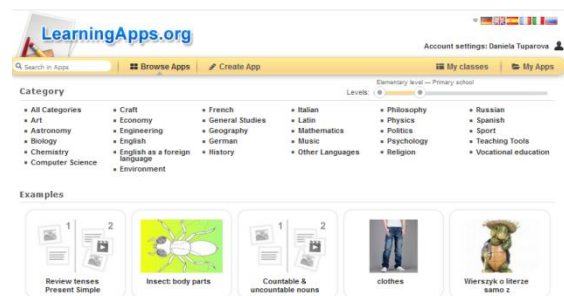 LearningApps.org
Account settings: Daniela Tuparova
Search in Apps
Browse Apps
Create App
My classes
My Apps
Category
Levels:
Elementary level — Primary school
All Categories
Art
Astronomy
Biology
Chemistry
Computer Science
Craft
Economy
Engineering
English
English as a foreign
language
Environment
French
General Studies
Geography
German
History
Italian
Latin
Mathematics
Music
Other Languages
Philosophy
Physics
Politics
Psychology
Religion
Russian
Spanish
Sport
Teaching Tools
Vocational education
Examples
1 2
Review tenses
Present Simple
Insect: body parts
1 2
Countable &
uncountable nouns
clothes
Wierszyk o literze
samo z